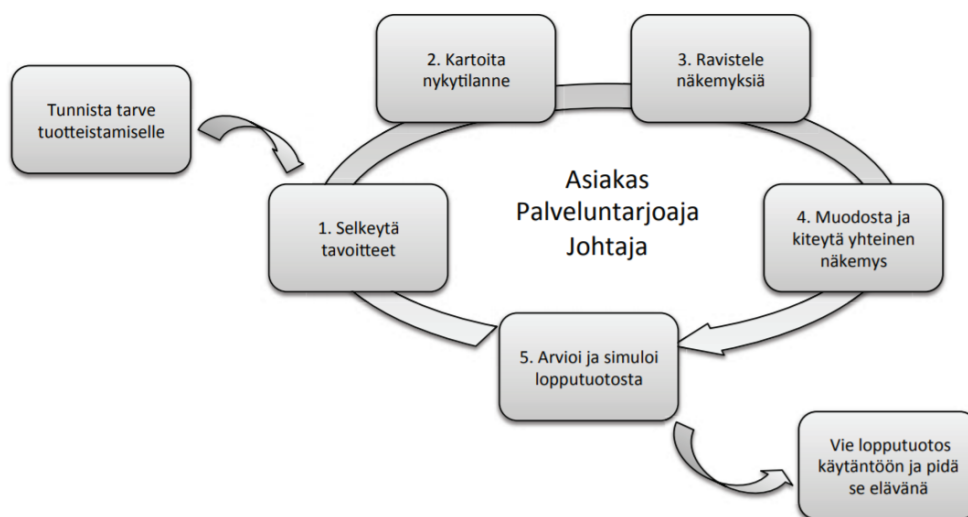 Tunnista tarve
tuotteistamiselle
2. Kartoita
nykytilanne
3. Ravistele
näkemyksiä
1. Selkeytä
tavoitteet
Asiakas
Palveluntarjoaja
Johtaja
4. Muodosta ja
kiteytä yhteinen
näkemys
5. Arvioi ja simuloi
lopputuotosta
Vie lopputuotos
käytäntöön ja pidä
se elävänä